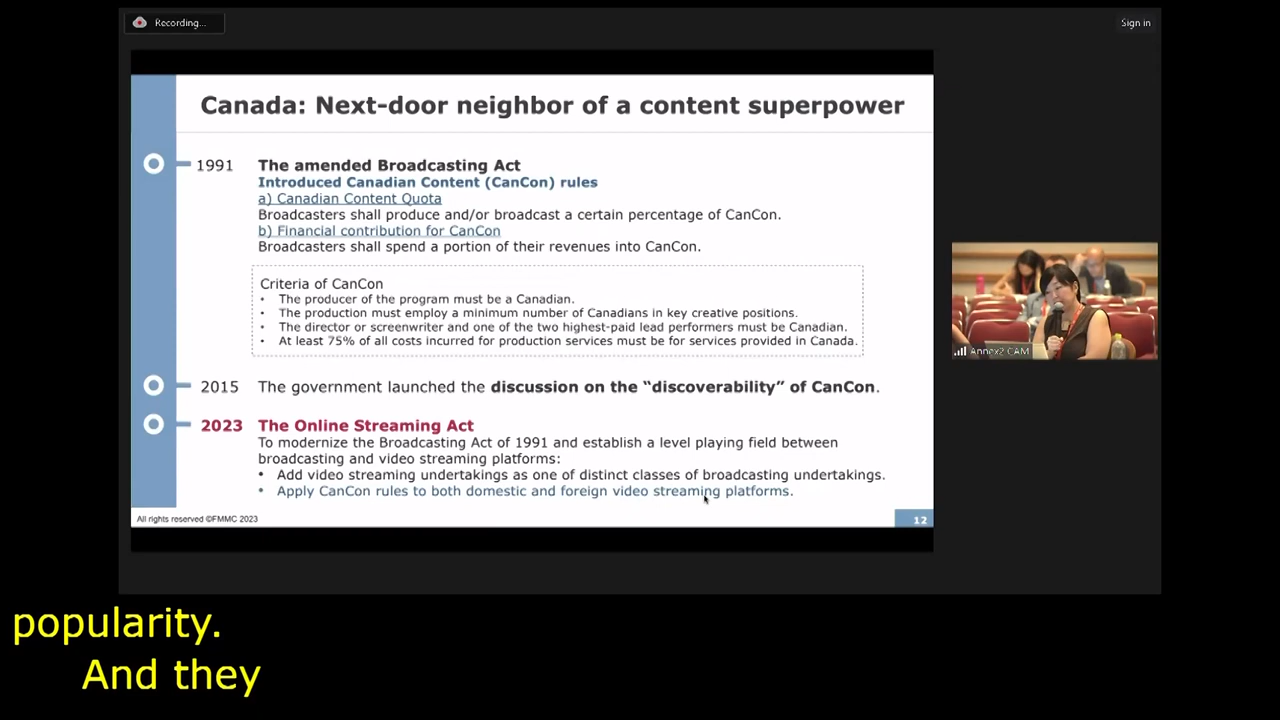 Recording...
Sign in
Canada: Next-door neighbor of a content superpower
1991
The amended Broadcasting Act
Introduced Canadian Content (CanCon) rules
a) Canadian Content Quota
Broadcasters shall produce and/or broadcast a certain percentage of CanCon.
b) Financial contribution for CanCon
Broadcasters shall spend a portion of their revenues into CanCon.
Criteria of CanCon
• The producer of the program must be a Canadian.
• The production must employ a minimum number of Canadians in key creative positions.
• The director or screenwriter and one of the two highest-paid lead performers must be Canadian.
• At least 75% of all costs incurred for production services must be for services provided in Canada.
2015 The government launched the discussion on the “discoverability” of CanCon.
2023 The Online Streaming Act
To modernize the Broadcasting Act of 1991 and establish a level playing field between
broadcasting and video streaming platforms:
• Add video streaming undertakings as one of distinct classes of broadcasting undertakings.
• Apply CanCon rules to both domestic and foreign video streaming platforms.
All rights reserved ©FMMC 2023
12
Annex2 CAM
popularity.
And they